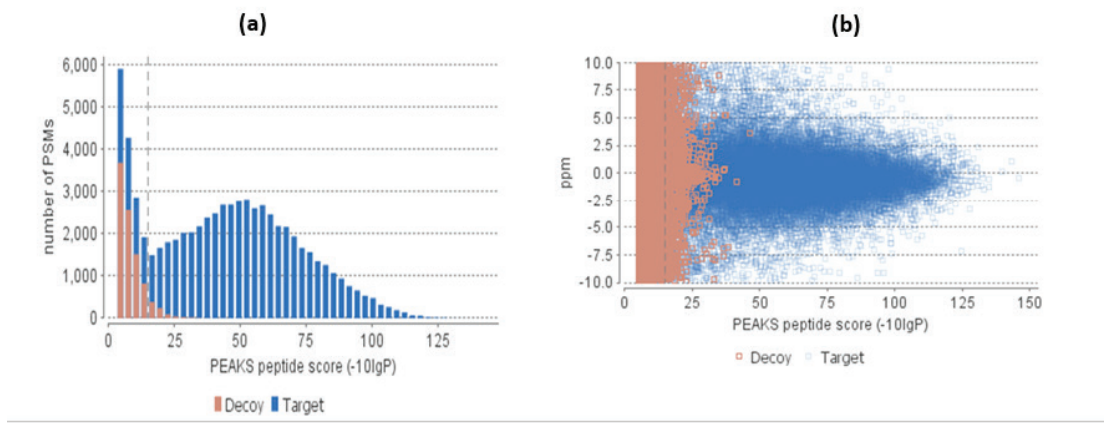 (a)
6,000
5,000
4,000
3,000
2,000
1,000
0
number of PSMs
0 25 50 75 100 125
PEAKS peptide score (-10lgP)
Decoy Target
(b)
10.0
7.5
5.0
2.5
0.0
-2.5
-5.0
-7.5
-10.0
ppm
0 25 50 75 100 125 150
PEAKS peptide score (-10lgP)
Decoy Target